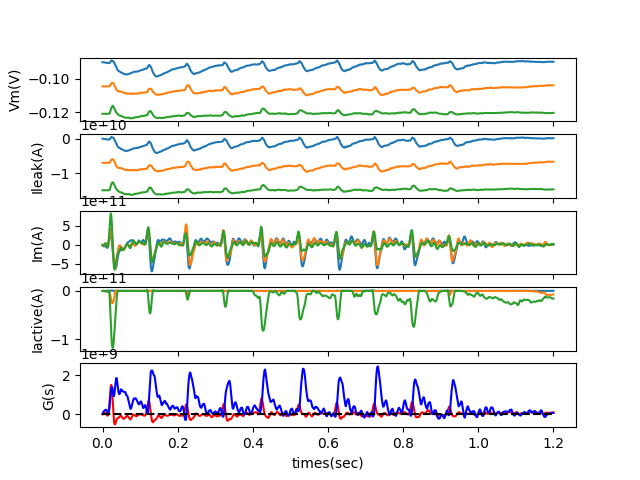 Vm(V)
−0.10
−0.12
1e−10
Ileak(A)
0
−1
1e−11
Im(A)
5
0
−5
1e−11
Iactive(A)
0
−1
1e−9
G(s)
2
0
0.0 0.2 0.4 0.6 0.8 1.0 1.2
times(sec)